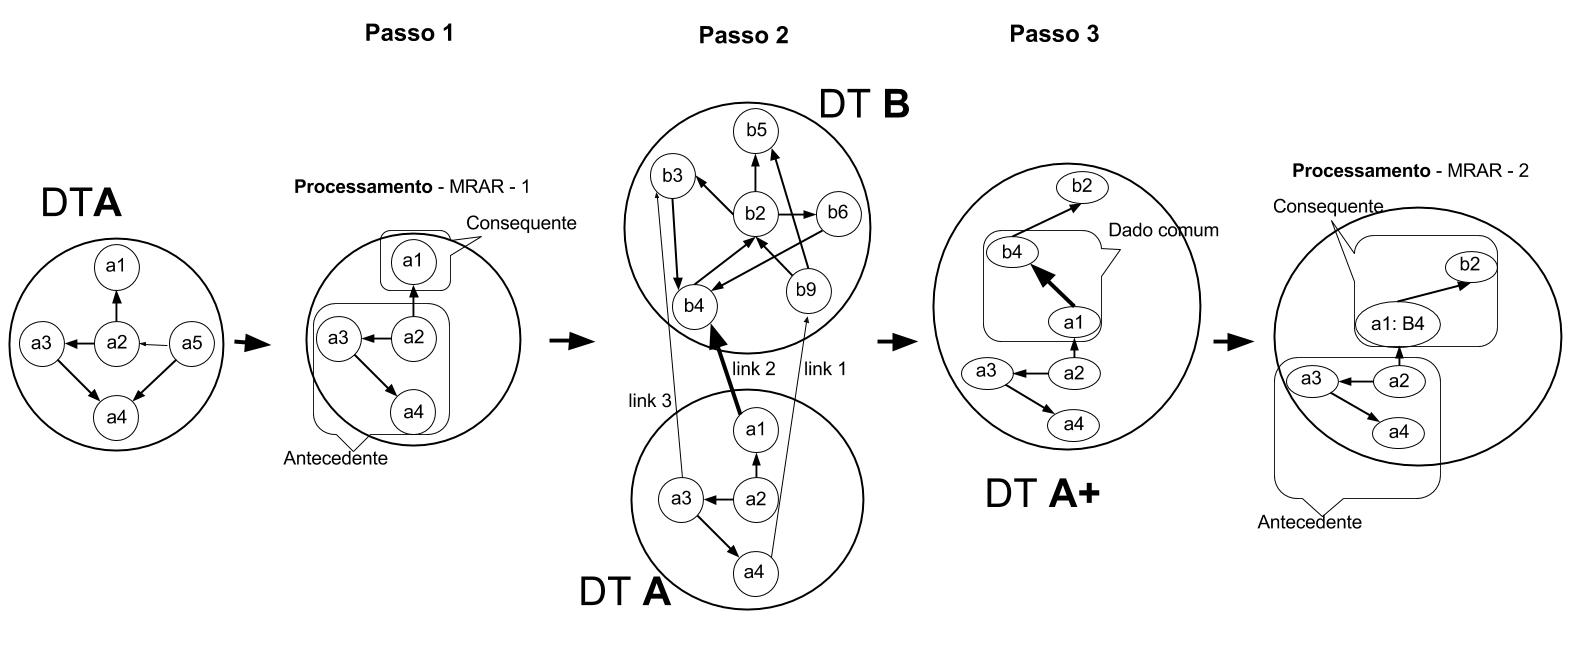 Passo 1
Passo 2
Passo 3
DTA
a1
a3
a2
a5
a4
Processamento - MRAR - 1
Consequente
a1
a3
a2
a4
Antecedente
DT B
b5
b3
b2
b6
b4
b9
link 2
link 1
link 3
a1
a3
a2
a4
DT A
b2
Dado comum
b4
a1
a3
a2
a4
DT A+
Processamento - MRAR - 2
Consequente
b2
a1: B4
a3
a2
a4
Antecedente